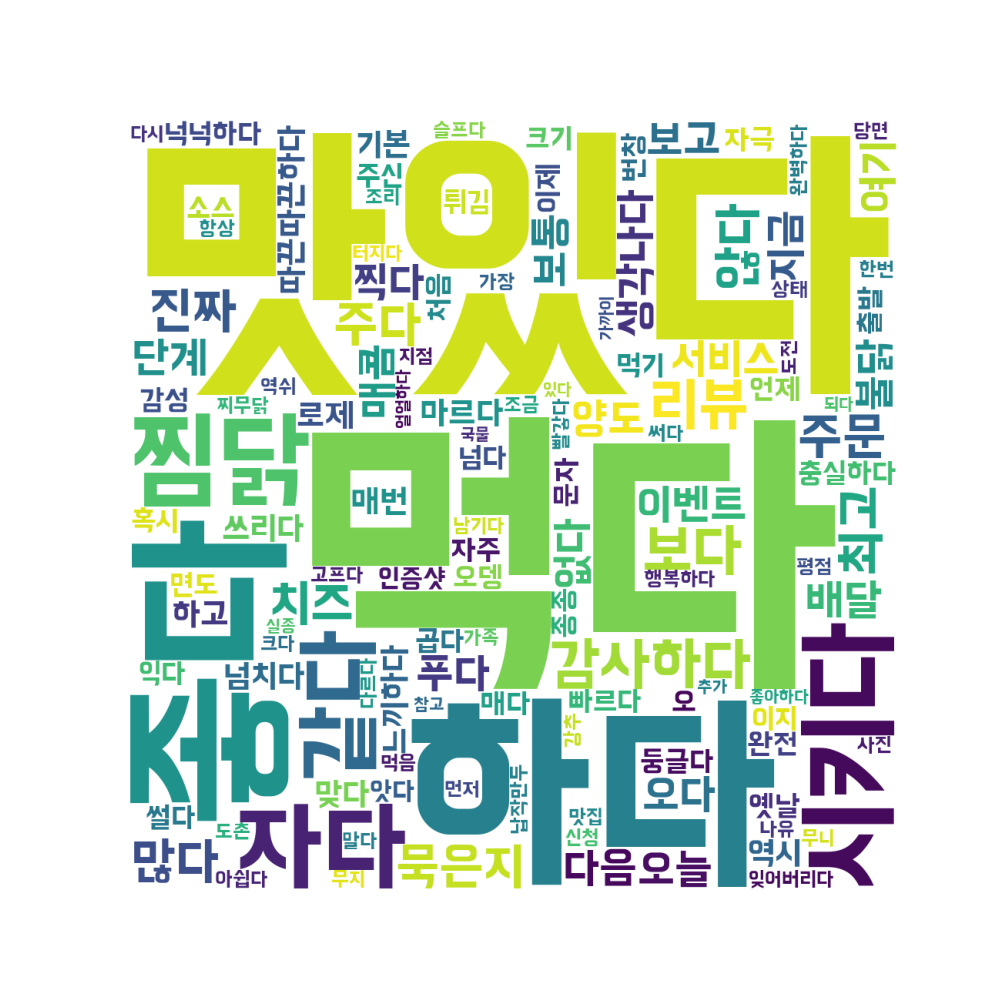 다시
넉넉하다
따끈따끈하다
기본
슬프다
크기
번창
보고
자극
완벽하다
당면
맛있다
소스
항상
주신
조리
튀김
이제
여기
터지다
찍다
보통
생각나다
않다
지금
한번
상태
진짜
주다
처음
가장
가까이
출발
단계
매콤
지점
먹기
서비스
도전
불닭
감성
역쉬
얼얼하다
있다
언제
되다
찌무닭
로제
마르다
조금
빨갛다
양도
리뷰
써다
주문
찜닭
국물
넘다
문자
충실하다
먹다
매번
이벤트
최고
혹시
쓰리다
남기다
자주
종종
없다
보다
좋다
면도
하고
치즈
고프다
인증샷
오뎅
행복하다
평점
배달
실종
크다
같다
느끼하다
곱다
가족
감사하다
시키다
익다
넘치다
다르다
푸다
추가
좋아하다
참고
매다
빠르다
오
이지
강추
완전
사진
하다
먹음
둥글다
맞다
앗다
먼저
납작만두
오다
옛날
썰다
도촌
자다
말다
맛집
신청
나유
무니
많다
아쉽다
무지
묵은지
다음
오늘
역시
잊어버리다